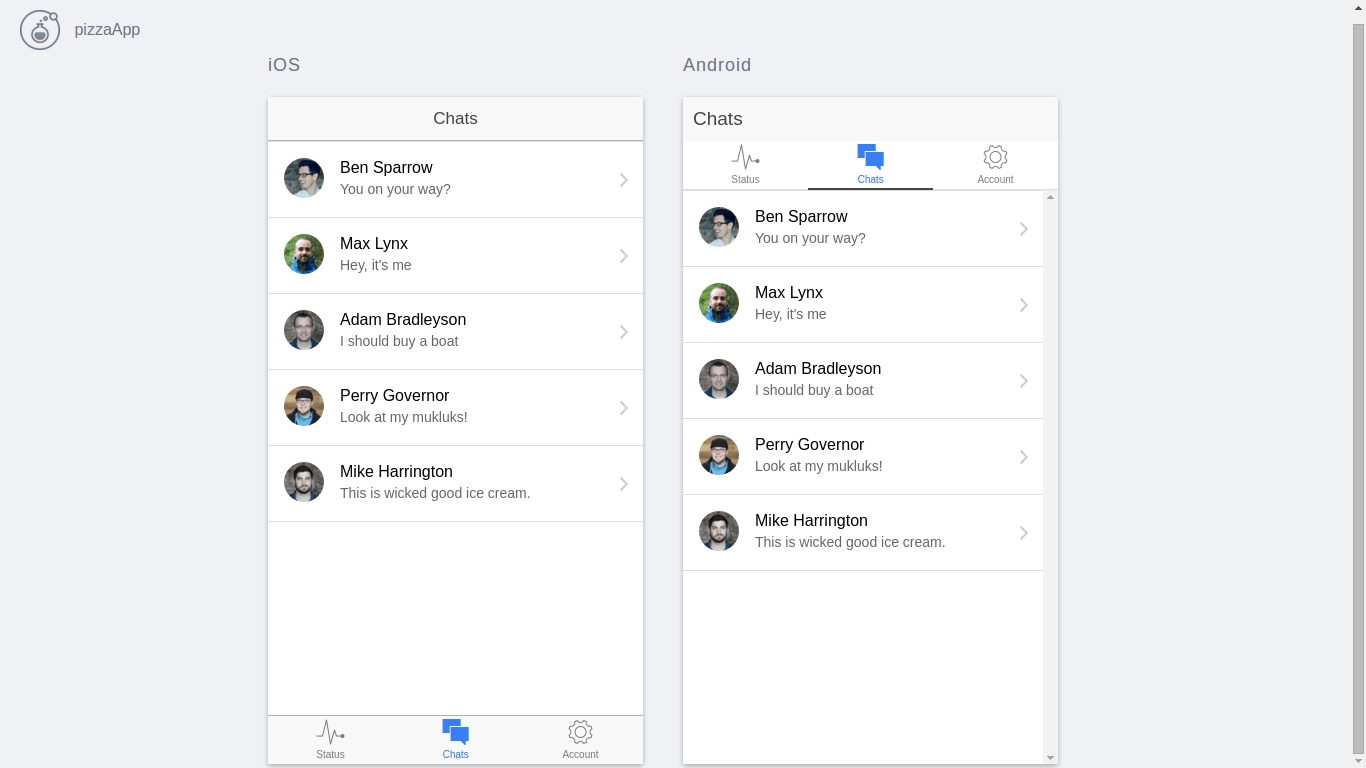 pizzaApp
iOS
Chats
Ben Sparrow
You on your way?
Max Lynx
Hey, it's me
Adam Bradleyson
I should buy a boat
Perry Governor
Look at my mukluks!
Mike Harrington
This is wicked good ice cream.
Status Chats Account
Android
Chats
Status Chats Account
Ben Sparrow
You on your way?
Max Lynx
Hey, it's me
Adam Bradleyson
I should buy a boat
Perry Governor
Look at my mukluks!
Mike Harrington
This is wicked good ice cream.